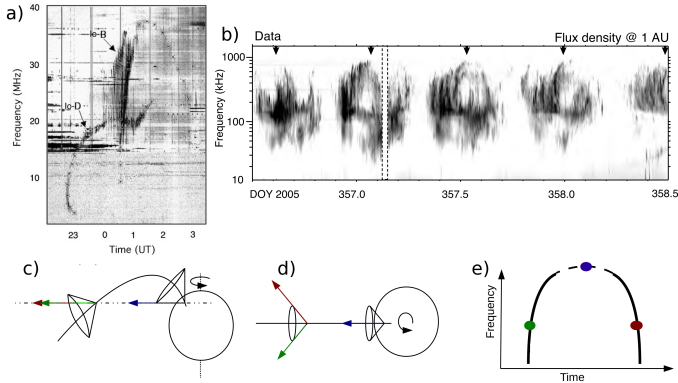 a)
40
30
20
10
Frequency (MHz)
Io-B
Io-D
23
0
1
2
3
Time (UT)
b)
Data
Flux density @ 1 AU
1000
100
10
Frequency (kHz)
DOY 2005
357.0
357.5
358.0
358.5
c)
d)
e)
Frequency
Time